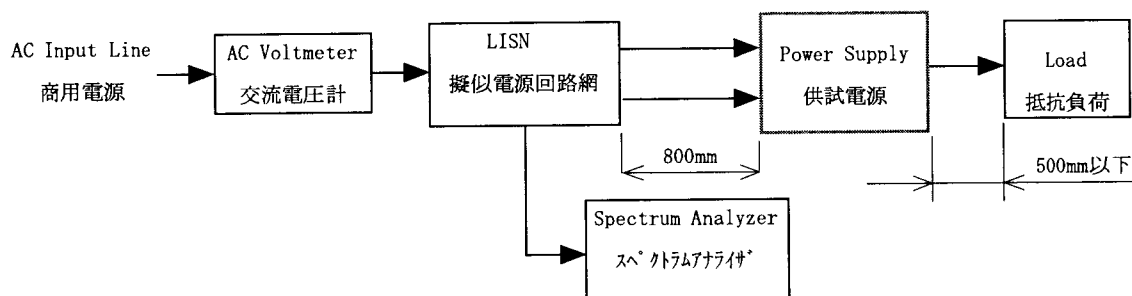 AC Input Line
商用電源
AC Voltmeter
交流電圧計
LISN
擬似電源回路網
Power Supply
供試電源
Load
抵抗負荷
800mm
500mm以下
Spectrum Analyzer
ｽﾍﾟｸﾄﾗﾑｱﾅﾗｲｻﾞ